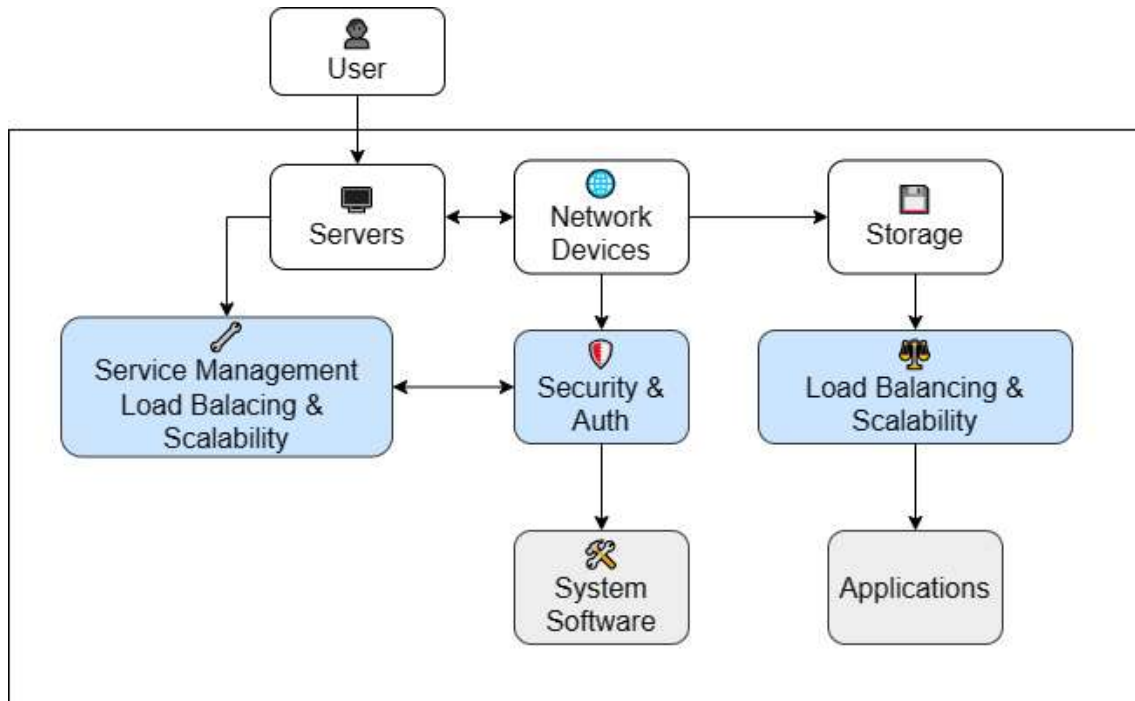 User
Servers
Network
Devices
Storage
Service Management
Load Balacing &
Scalability
Security &
Auth
Load Balancing &
Scalability
System
Software
Applications